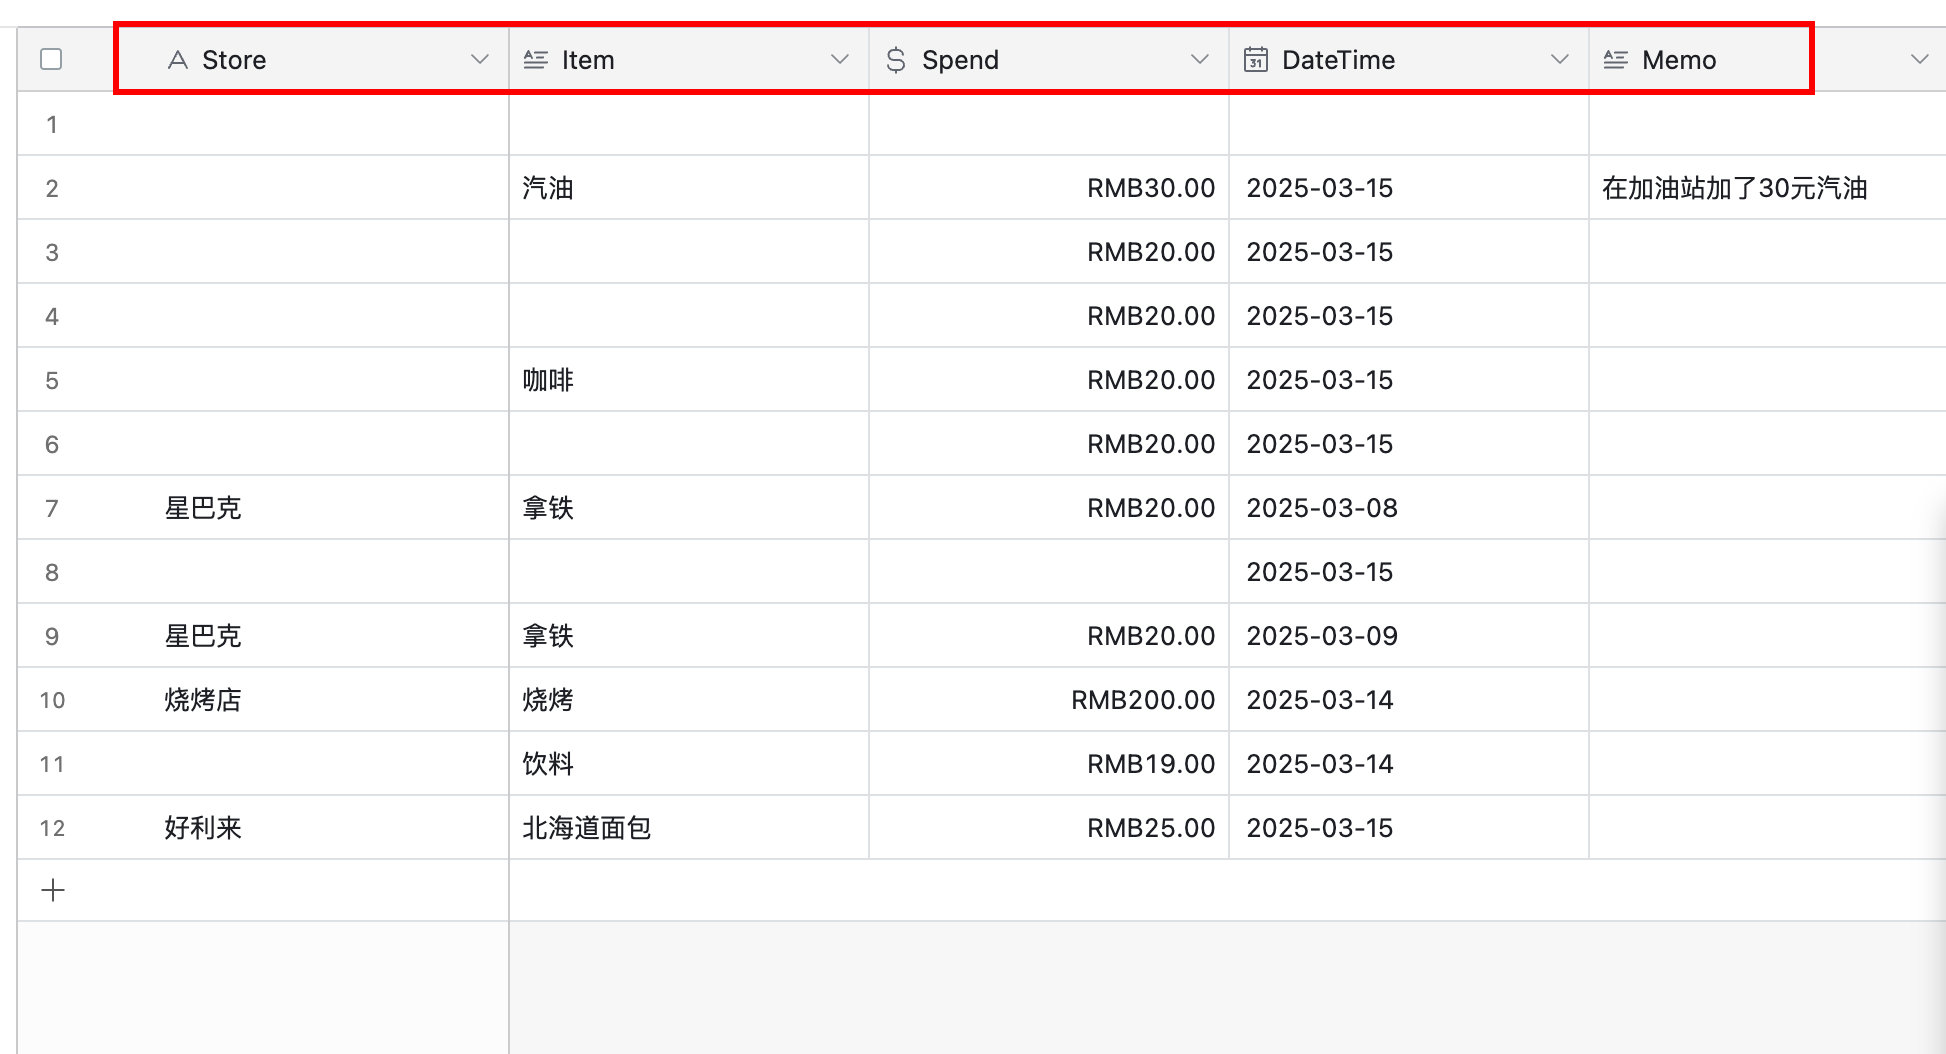 Store Item Spend DateTime Memo
1
2 汽油 RMB30.00 2025-03-15 在加油站加了30元汽油
3 RMB20.00 2025-03-15
4 RMB20.00 2025-03-15
5 咖啡 RMB20.00 2025-03-15
6 RMB20.00 2025-03-15
7 星巴克 拿铁 RMB20.00 2025-03-08
8 2025-03-15
9 星巴克 拿铁 RMB20.00 2025-03-09
10 烧烤店 烧烤 RMB200.00 2025-03-14
11 饮料 RMB19.00 2025-03-14
12 好利来 北海道面包 RMB25.00 2025-03-15